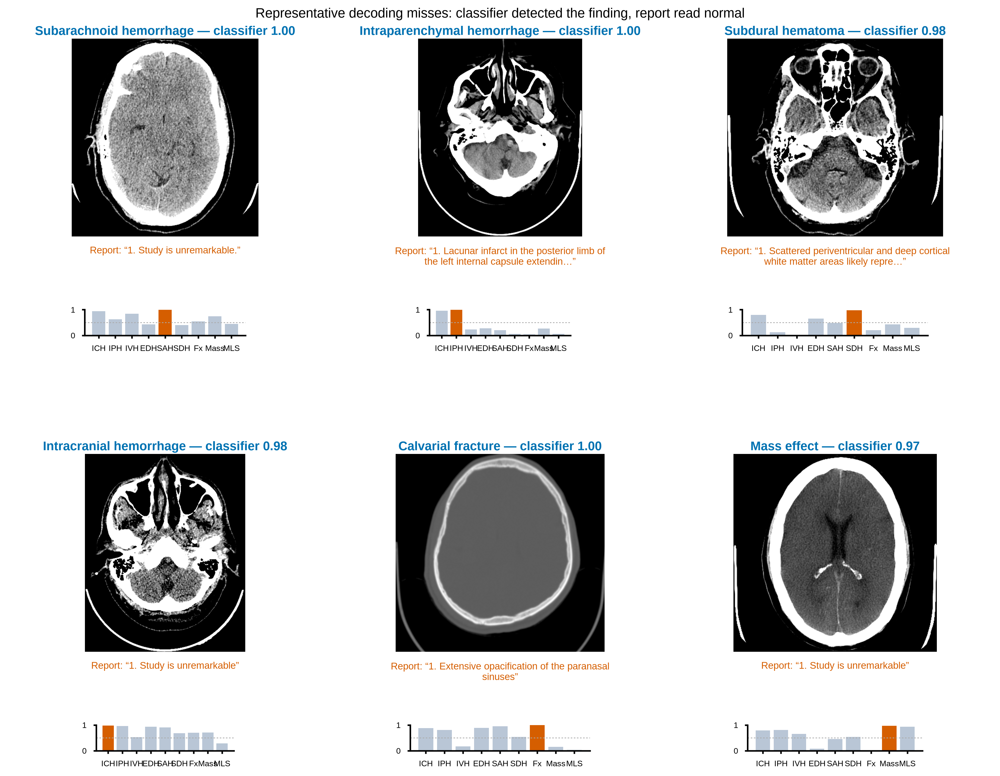 Representative decoding misses: classifier detected the finding, report read normal
Subarachnoid hemorrhage — classifier 1.00
Report: “1. Study is unremarkable.”
1
0
ICH IPH IVH EDH SAH SDH Fx Mass MLS
Intraparenchymal hemorrhage — classifier 1.00
Report: “1. Lacunar infarct in the posterior limb of
the left internal capsule extendin…”
1
0
ICH IPH IVH EDH SAH SDH Fx Mass MLS
Subdural hematoma — classifier 0.98
Report: “1. Scattered periventricular and deep cortical
white matter areas likely repre…”
1
0
ICH IPH IVH EDH SAH SDH Fx Mass MLS
Intracranial hemorrhage — classifier 0.98
Report: “1. Study is unremarkable”
1
0
ICH IPH IVH EDH SAH SDH Fx Mass MLS
Calvarial fracture — classifier 1.00
Report: “1. Extensive opacification of the paranasal
sinuses”
1
0
ICH IPH IVH EDH SAH SDH Fx Mass MLS
Mass effect — classifier 0.97
Report: “1. Study is unremarkable”
1
0
ICH IPH IVH EDH SAH SDH Fx Mass MLS